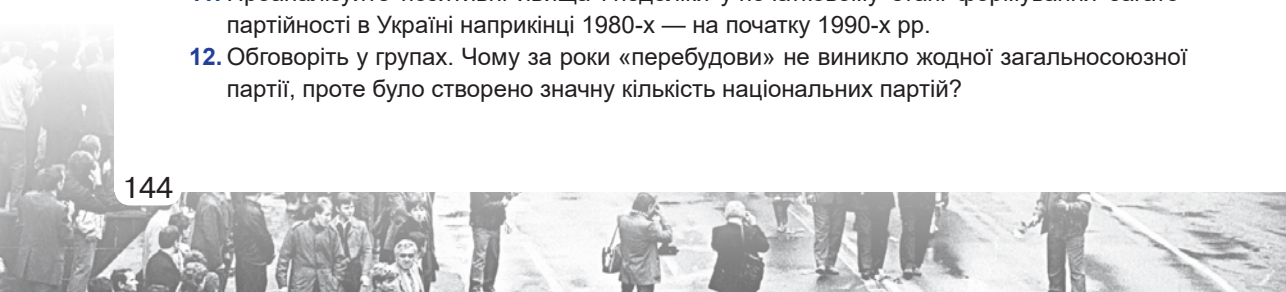 партійності в Україні наприкінці 1980-х — на початку 1990-х рр.
12. Обговоріть у групах. Чому за роки «перебудови» не виникло жодної загальносоюзної
партії, проте було створено значну кількість національних партій?
144